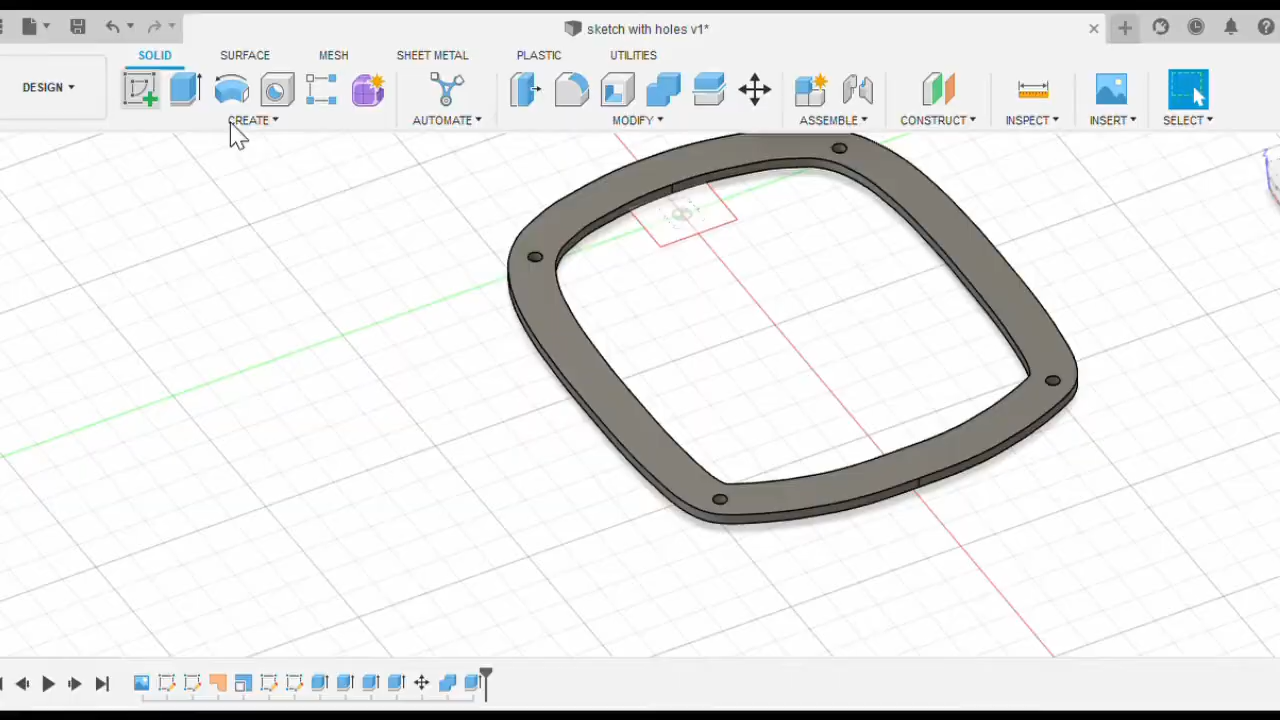 sketch with holes v1*
SOLID SURFACE MESH SHEET METAL PLASTIC UTILITIES
DESIGN
CREATE AUTOMATE MODIFY ASSEMBLE CONSTRUCT INSPECT INSERT SELECT
Z